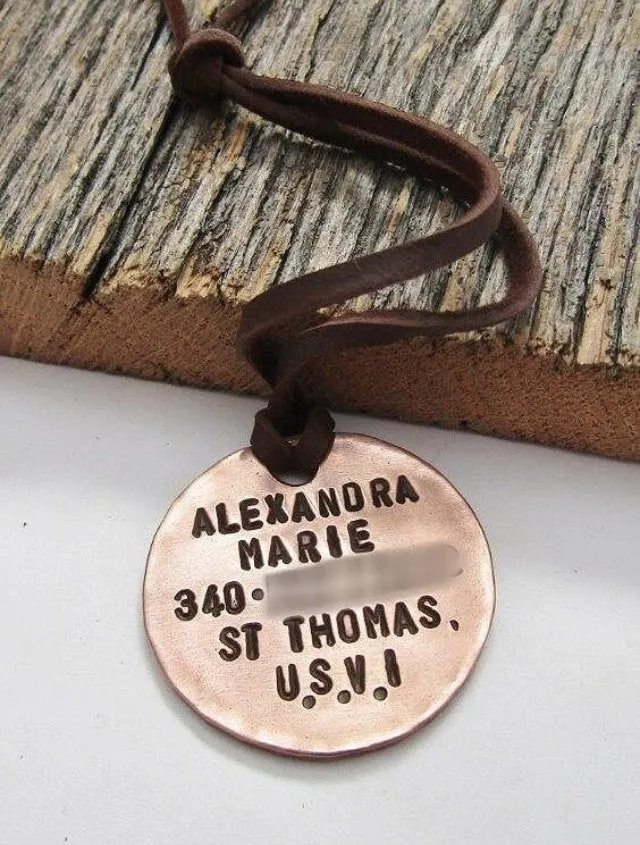 ALEXANDRA
MARIE
340•
ST THOMAS,
U.S.V.I